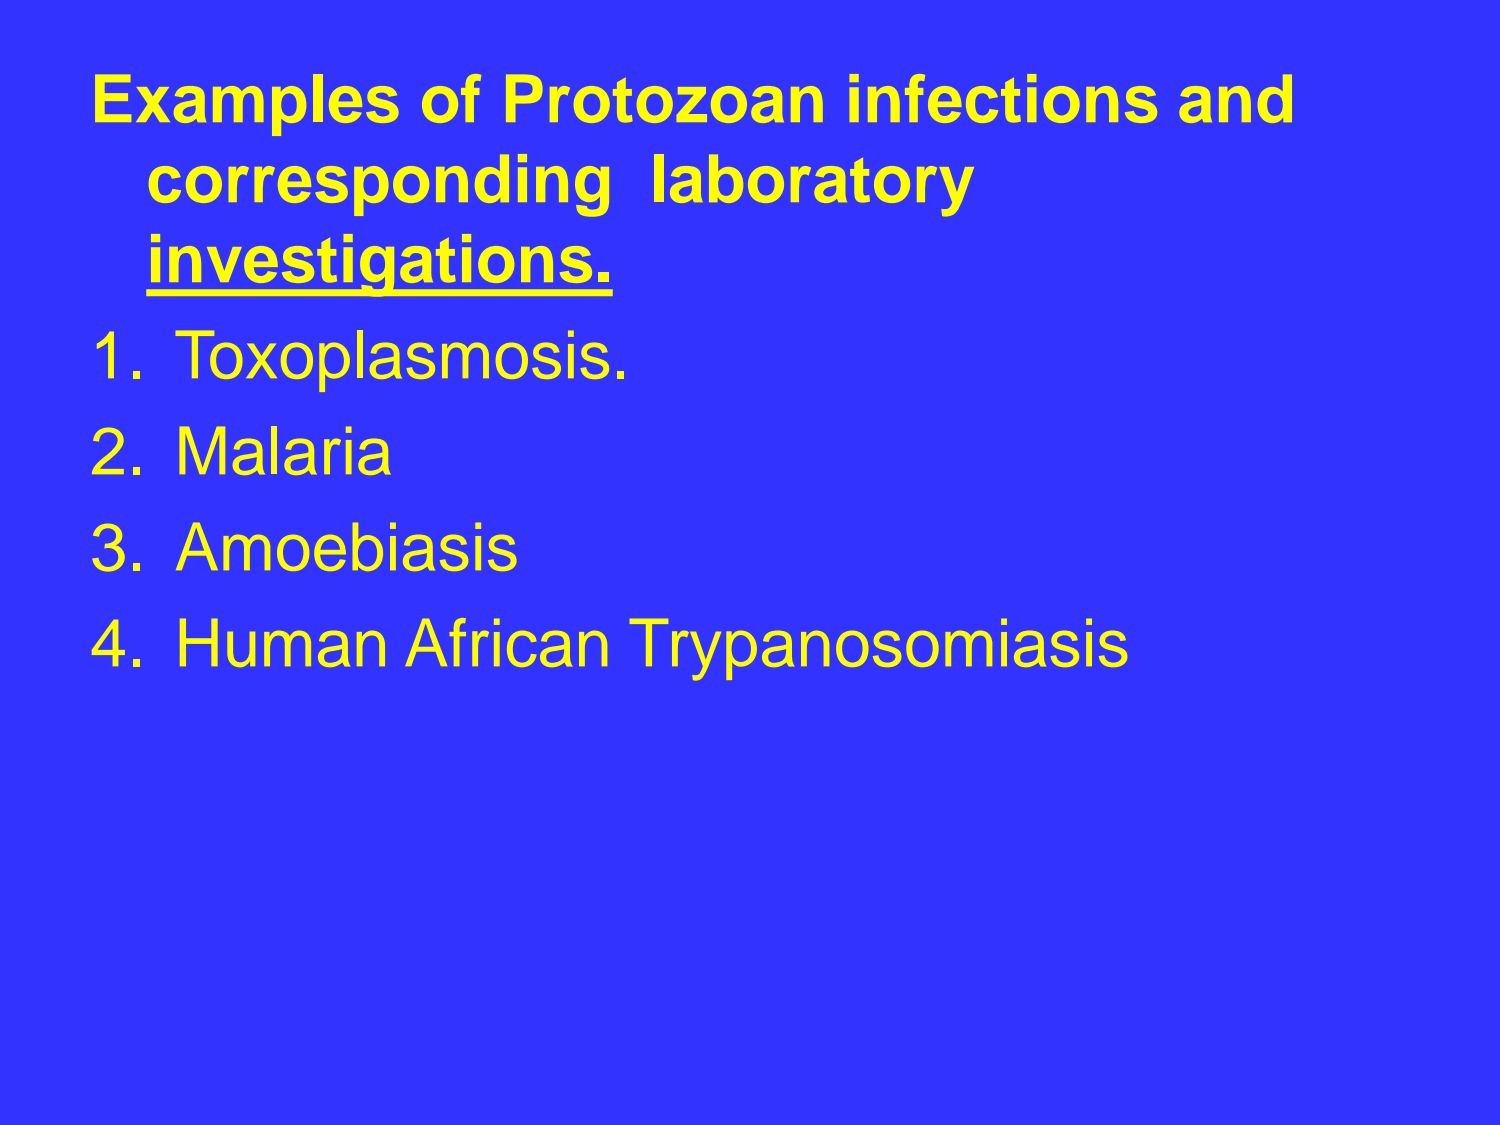 Examples of Protozoan infections and
corresponding  laboratory
investigations.
1. Toxoplasmosis.
2. Malaria
3. Amoebiasis
4. Human African Trypanosomiasis